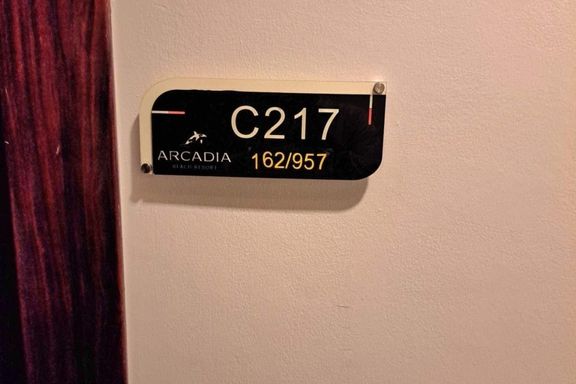 C217
ARCADIA
BEACH RESORT
162/957